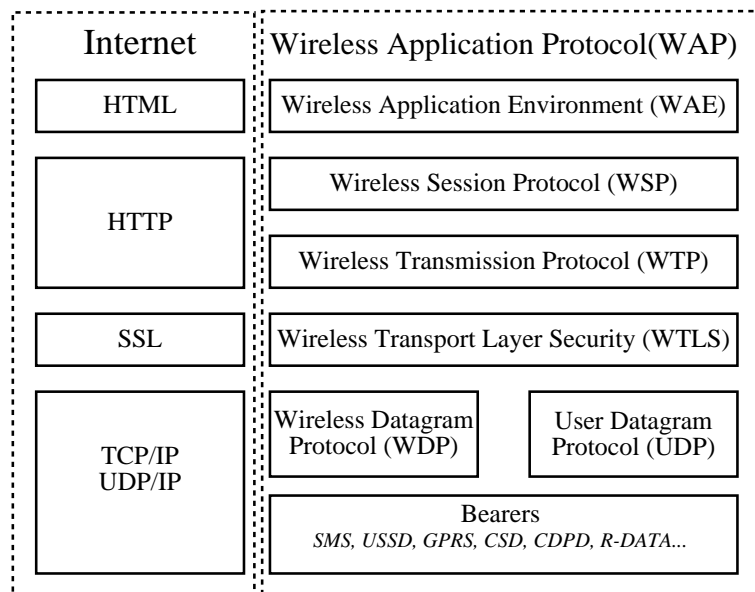 Internet
HTML
HTTP
SSL
TCP/IP
UDP/IP
Wireless Application Protocol(WAP)
Wireless Application Environment (WAE)
Wireless Session Protocol (WSP)
Wireless Transmission Protocol (WTP)
Wireless Transport Layer Security (WTLS)
Wireless Datagram
Protocol (WDP)
User Datagram
Protocol (UDP)
Bearers
SMS, USSD, GPRS, CSD, CDPD, R-DATA...